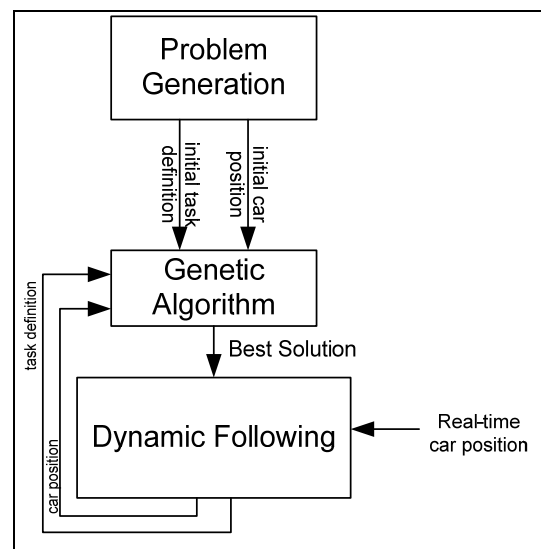 Problem
Generation
initial task
definition
initial car
position
Genetic
Algorithm
Best Solution
task definition
car position
Dynamic Following
Real-time
car position